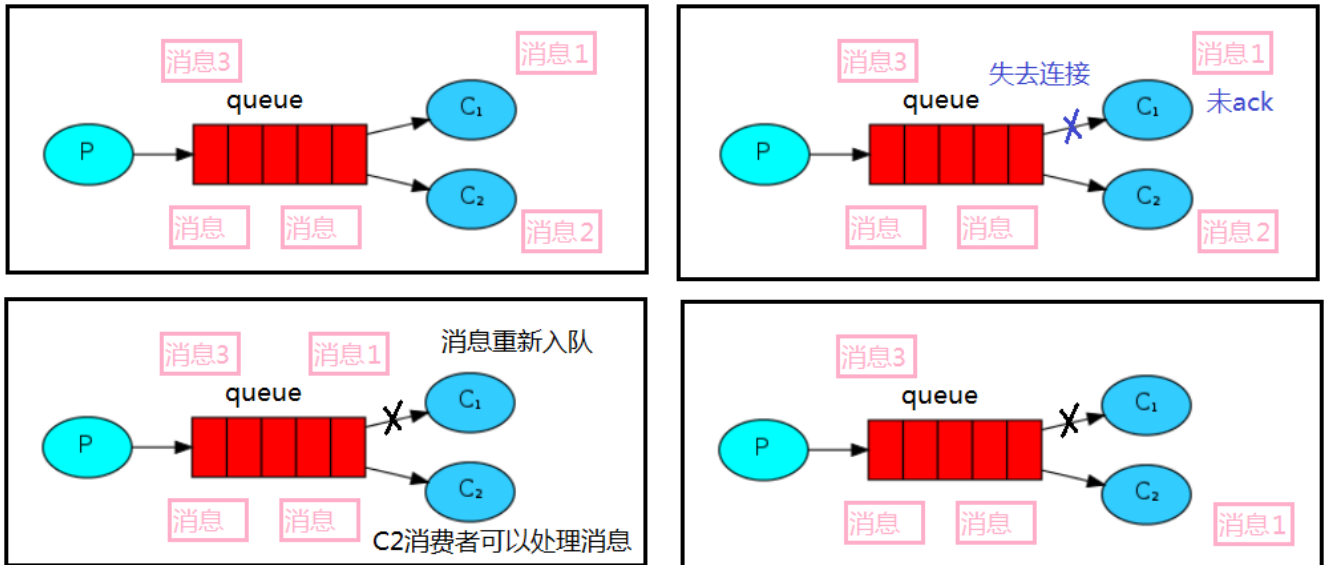 消息3
消息1
queue
C₁
P
C₂
消息
消息
消息2
消息3
失去连接
消息1
queue
C₁
未ack
P
C₂
消息
消息
消息2
消息3
消息1
消息重新入队
queue
C₁
P
C₂
消息
消息
C2消费者可以处理消息
消息3
queue
C₁
P
C₂
消息
消息
消息1